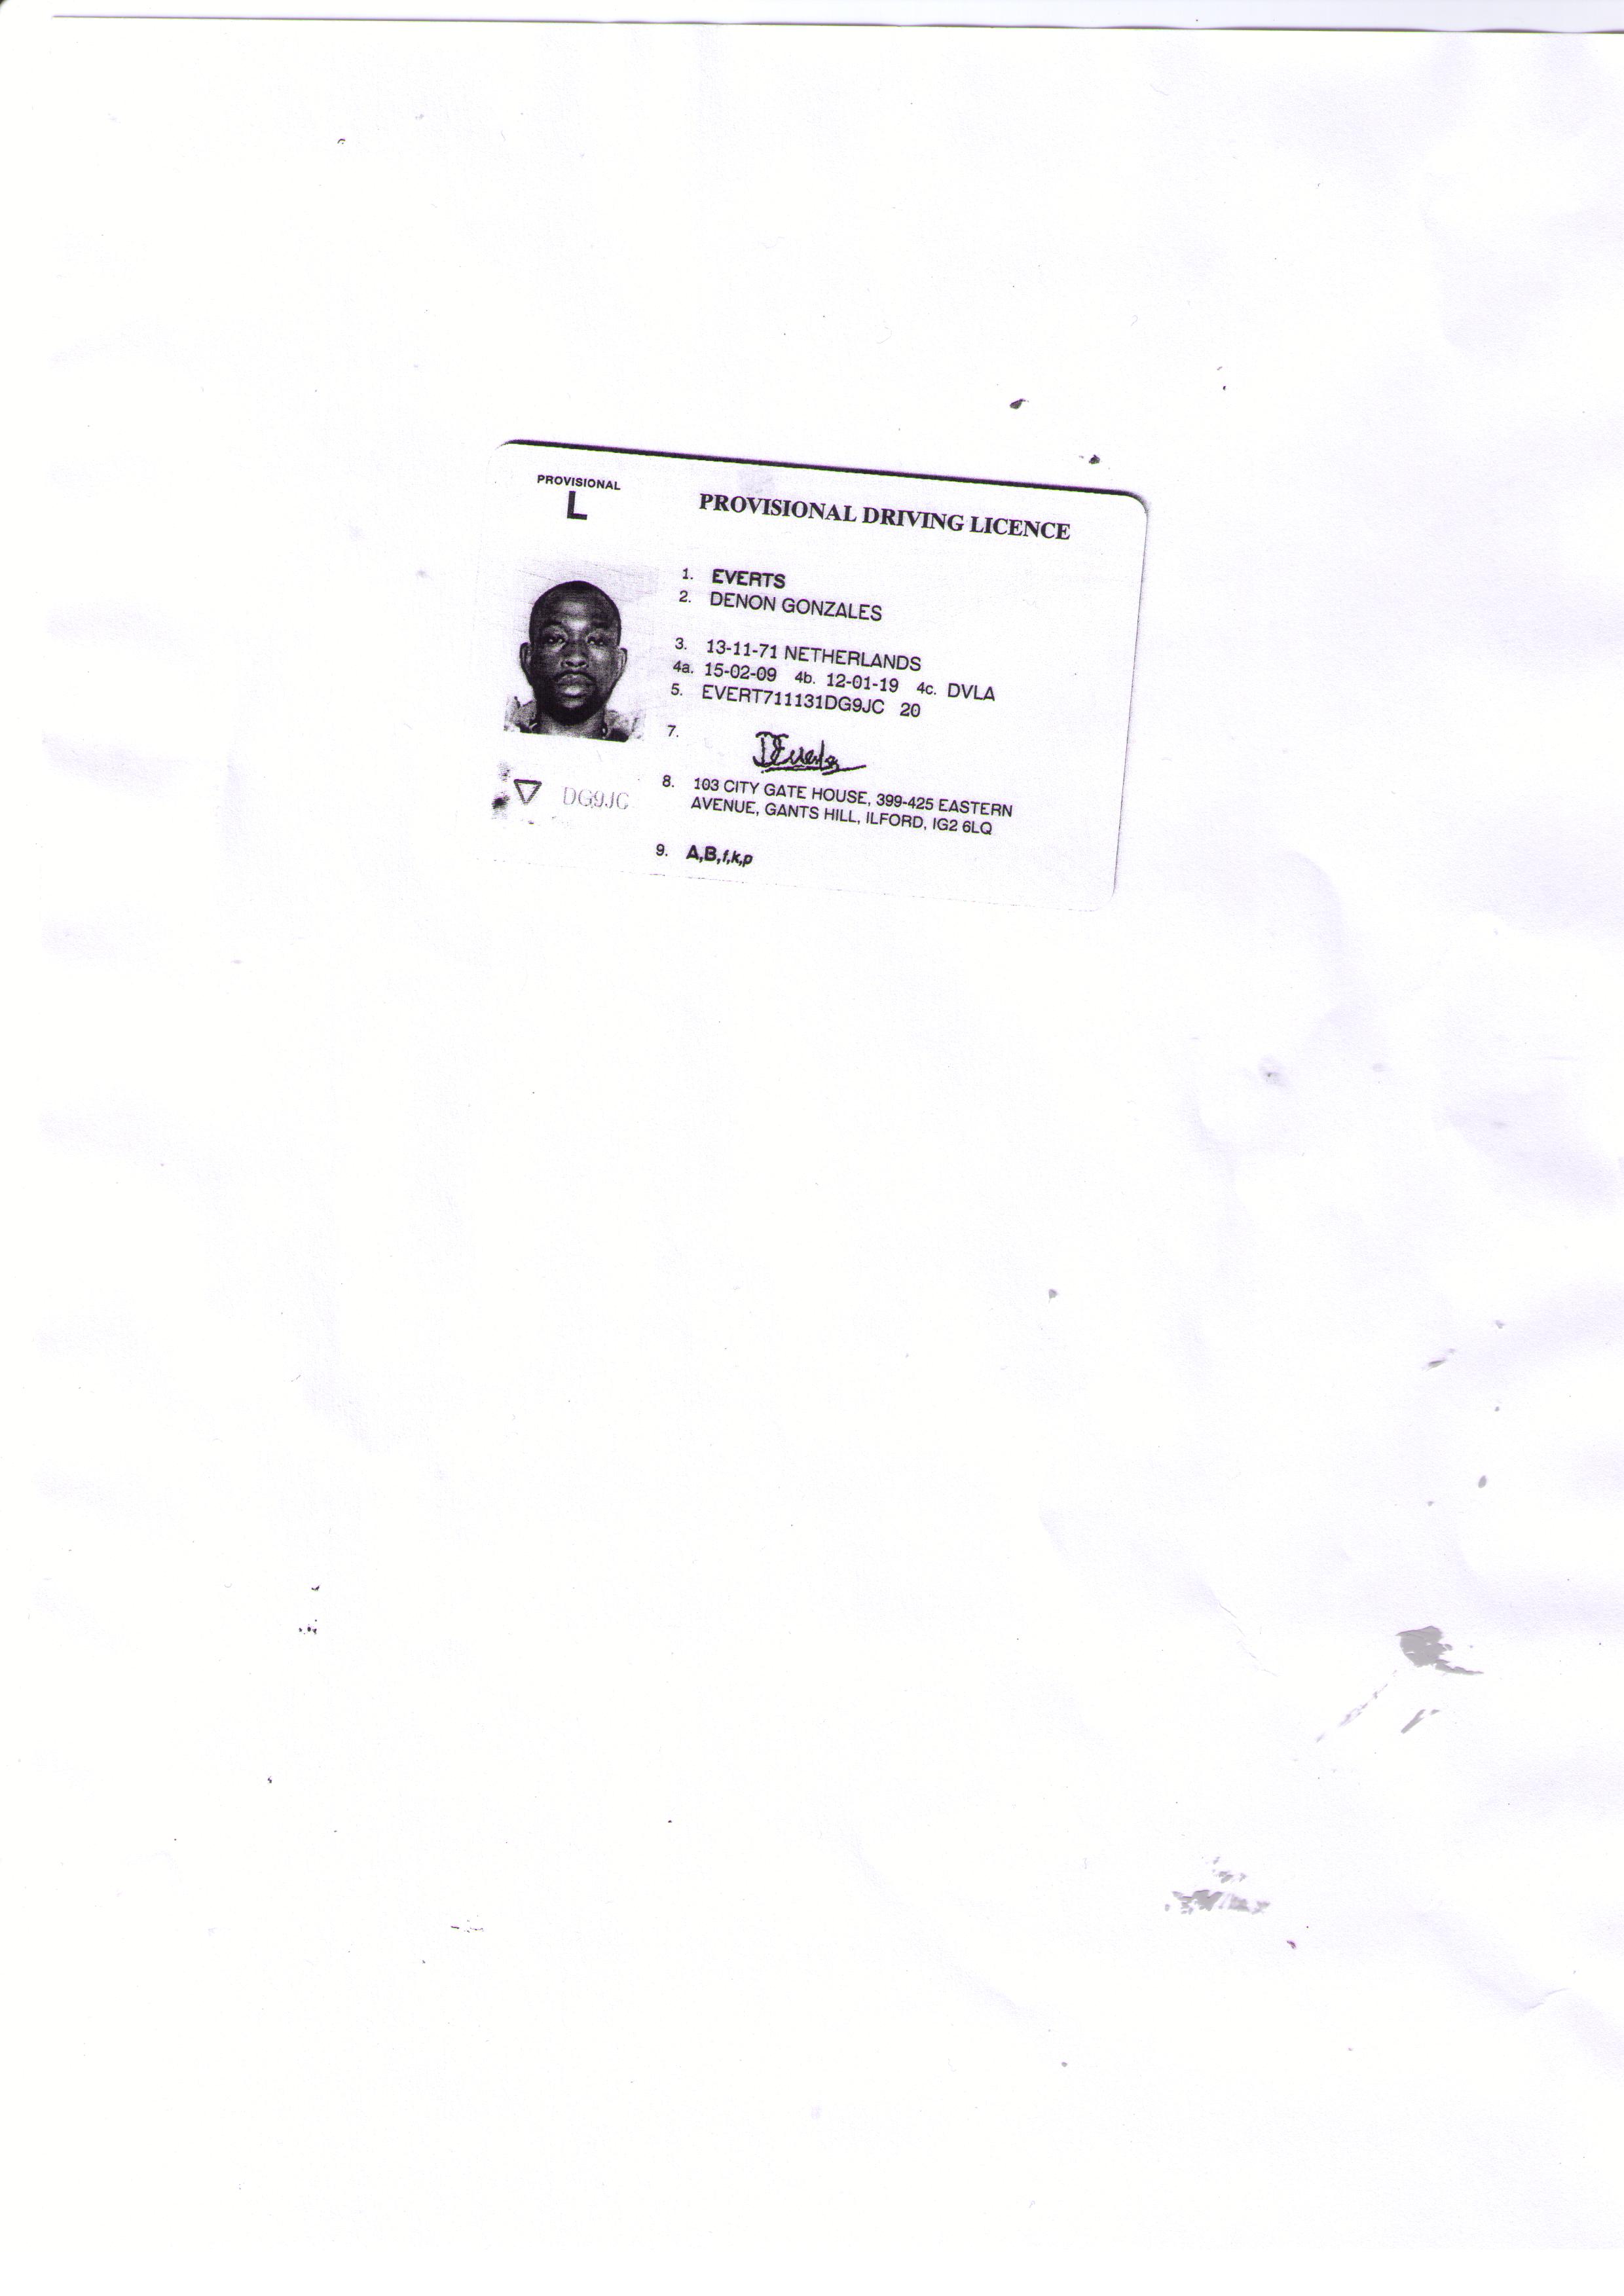 PROVISIONAL
L
PROVISIONAL DRIVING LICENCE
1. EVERTS
2. DENON GONZALES
3. 13-11-71 NETHERLANDS
4a. 15-02-09 4b. 12-01-19 4c. DVLA
5. EVERT711131DG9JC 20
7. DEverts
8. 103 CITY GATE HOUSE, 399-425 EASTERN
AVENUE, GANTS HILL, ILFORD, IG2 6LQ
DG9JC
9. A,B,f,k,p